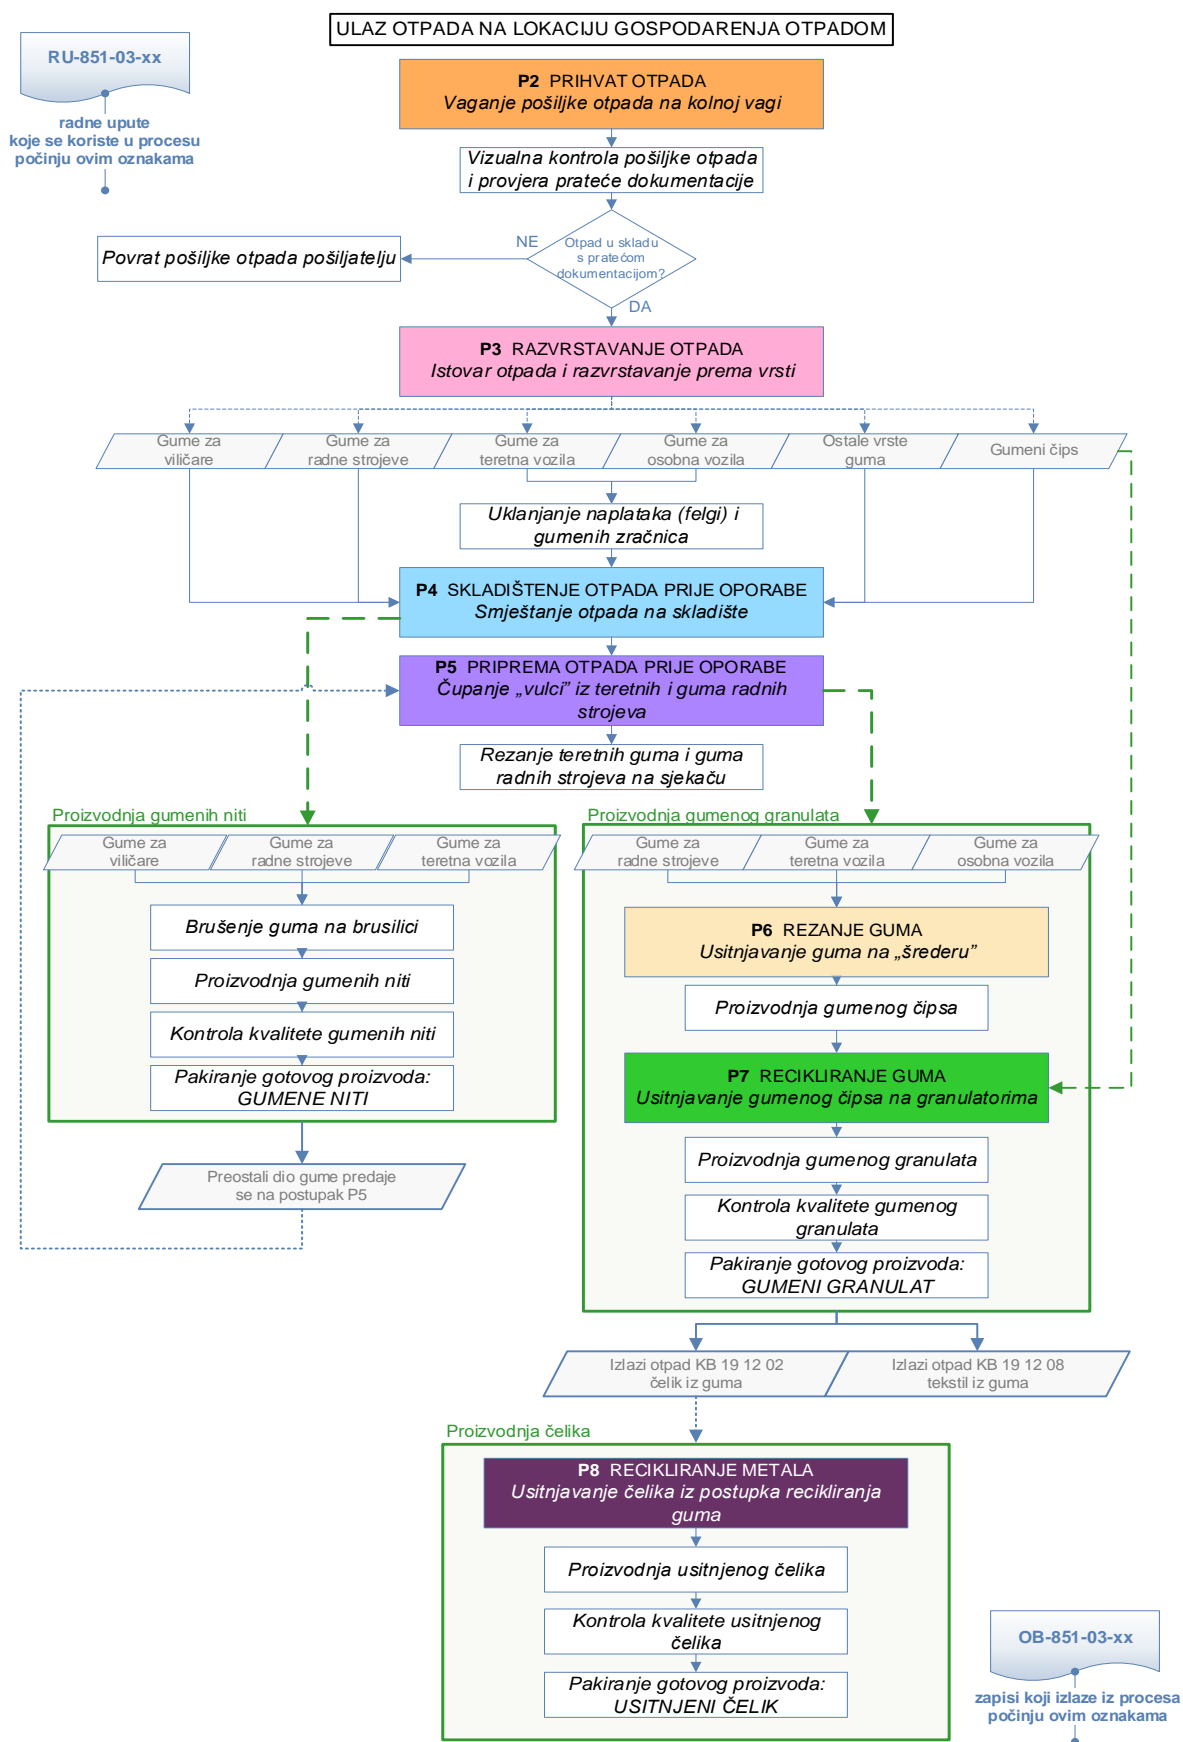 ULAZ OTPADA NA LOKACIJU GOSPODARENJA OTPADOM
RU-851-03-xx
radne upute
koje se koriste u procesu
počinju ovim oznakama
P2 PRIHVAT OTPADA
Vaganje pošiljke otpada na kolnoj vagi
Vizualna kontrola pošiljke otpada
i provjera prateće dokumentacije
Otpad u skladu
s pratećom
dokumentacijom?
NE
Povrat pošiljke otpada pošiljatelju
DA
P3 RAZVRSTAVANJE OTPADA
Istovar otpada i razvrstavanje prema vrsti
Gume za
viličare
Gume za
radne strojeve
Gume za
teretna vozila
Gume za
osobna vozila
Ostale vrste
guma
Gumeni čips
Uklanjanje naplataka (felgi) i
gumenih zračnica
P4 SKLADIŠTENJE OTPADA PRIJE OPORABE
Smještanje otpada na skladište
P5 PRIPREMA OTPADA PRIJE OPORABE
Čupanje „vulci” iz teretnih i guma radnih
strojeva
Rezanje teretnih guma i guma
radnih strojeva na sjekaču
Proizvodnja gumenih niti
Gume za
viličare
Gume za
radne strojeve
Gume za
teretna vozila
Brušenje guma na brusilici
Proizvodnja gumenih niti
Kontrola kvalitete gumenih niti
Pakiranje gotovog proizvoda:
GUMENE NITI
Preostali dio gume predaje
se na postupak P5
Proizvodnja gumenog granulata
Gume za
radne strojeve
Gume za
teretna vozila
Gume za
osobna vozila
P6 REZANJE GUMA
Usitnjavanje guma na „šrederu”
Proizvodnja gumenog čipsa
P7 RECIKLIRANJE GUMA
Usitnjavanje gumenog čipsa na granulatorima
Proizvodnja gumenog granulata
Kontrola kvalitete gumenog
granulata
Pakiranje gotovog proizvoda:
GUMENI GRANULAT
Izlazi otpad KB 19 12 02
čelik iz guma
Izlazi otpad KB 19 12 08
tekstil iz guma
Proizvodnja čelika
P8 RECIKLIRANJE METALA
Usitnjavanje čelika iz postupka recikliranja
guma
Proizvodnja usitnjenog čelika
Kontrola kvalitete usitnjenog
čelika
Pakiranje gotovog proizvoda:
USITNJENI ČELIK
OB-851-03-xx
zapisi koji izlaze iz procesa
počinju ovim oznakama